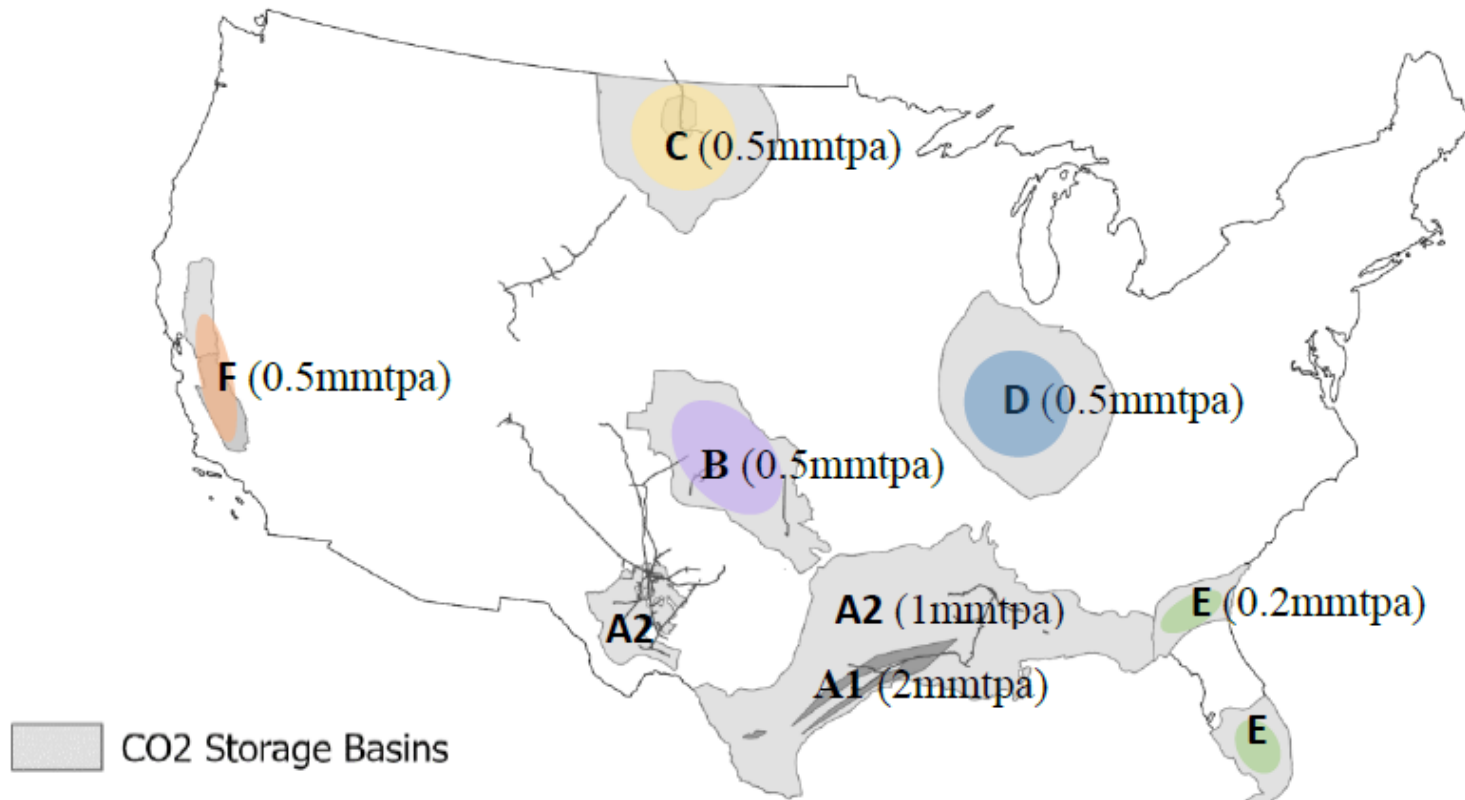 C (0.5mmtpa)
F (0.5mmtpa)
D (0.5mmtpa)
B (0.5mmtpa)
A2 (1mmtpa)
E (0.2mmtpa)
A2
A1 (2mmtpa)
E
CO2 Storage Basins